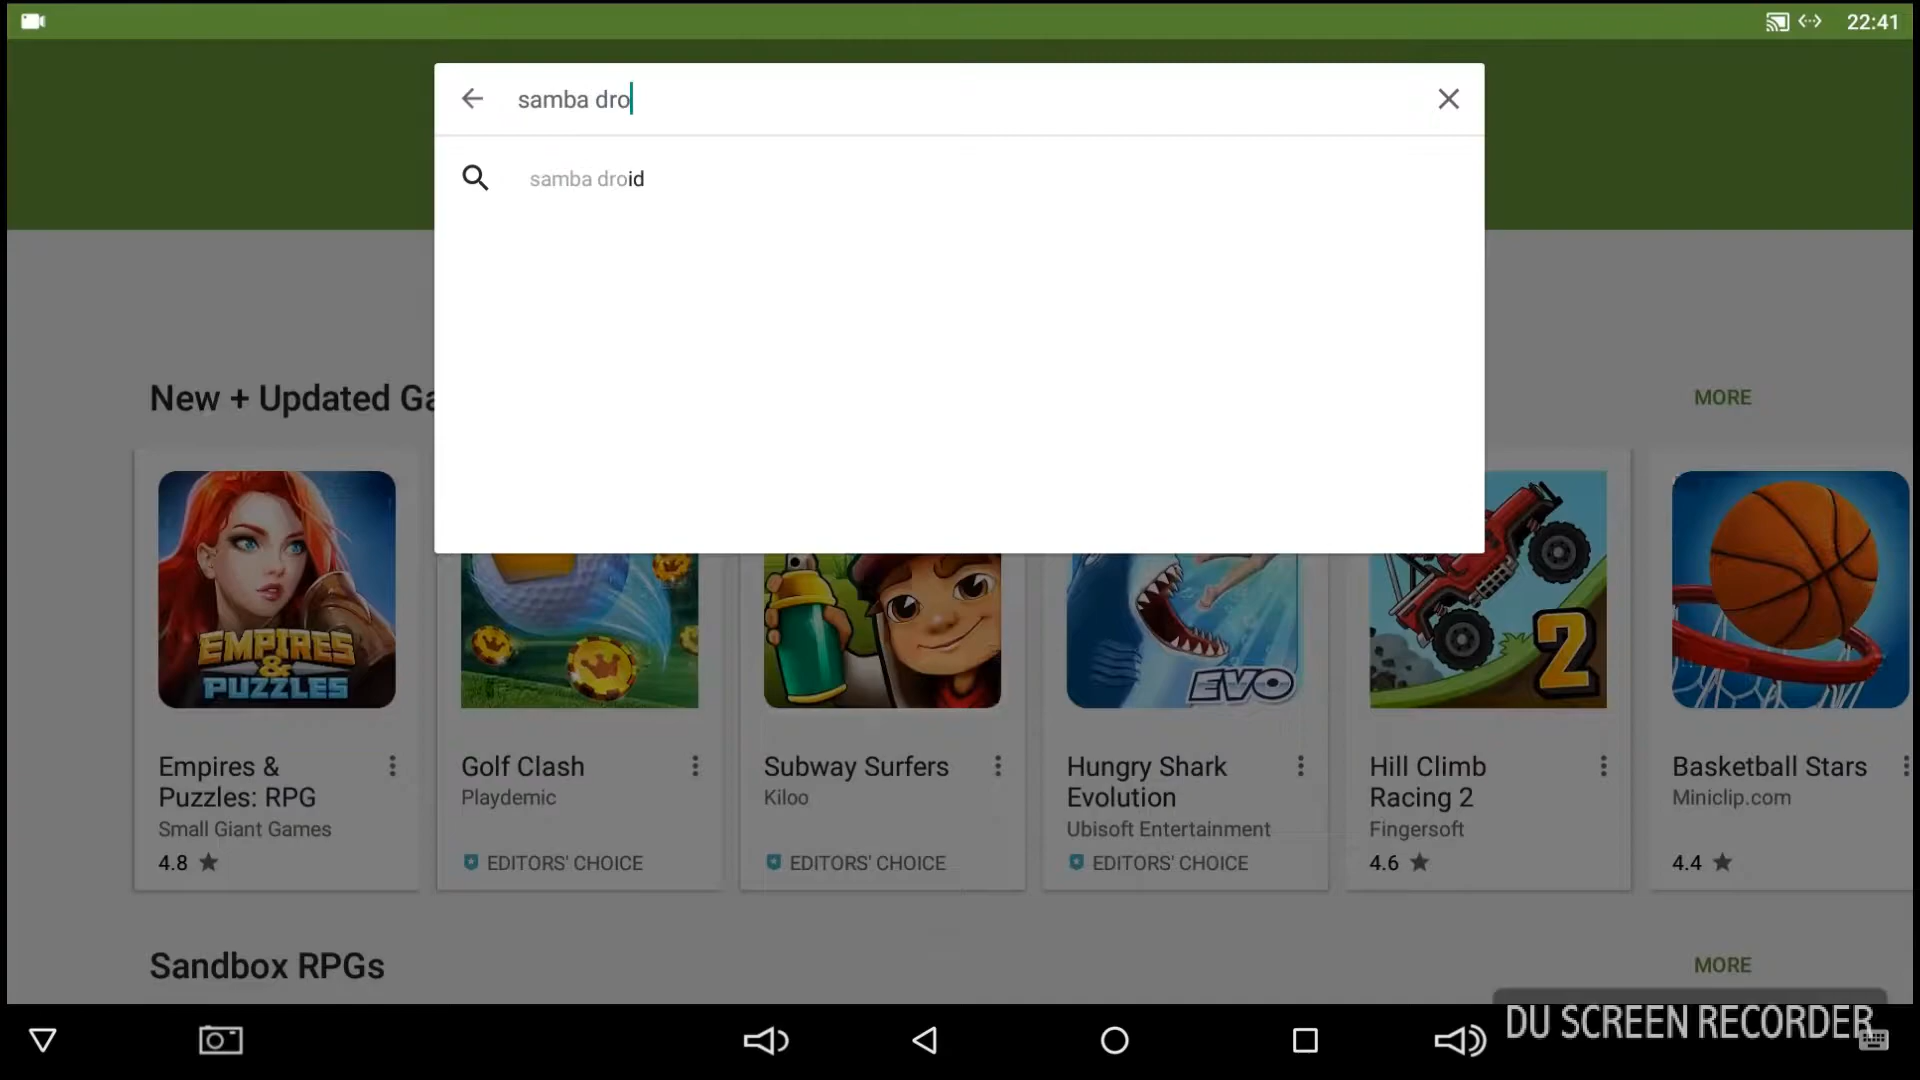 22:41
samba dro
samba droid
New + Updated Ga
MORE
EMPIRES
&
PUZZLES
EVO
2
Empires &
Puzzles: RPG
Small Giant Games
4.8
Golf Clash
Playdemic
EDITORS' CHOICE
Subway Surfers
Kiloo
EDITORS' CHOICE
Hungry Shark
Evolution
Ubisoft Entertainment
EDITORS' CHOICE
Hill Climb
Racing 2
Fingersoft
4.6
Basketball Stars
Miniclip.com
4.4
Sandbox RPGs
MORE
DU SCREEN RECORDER